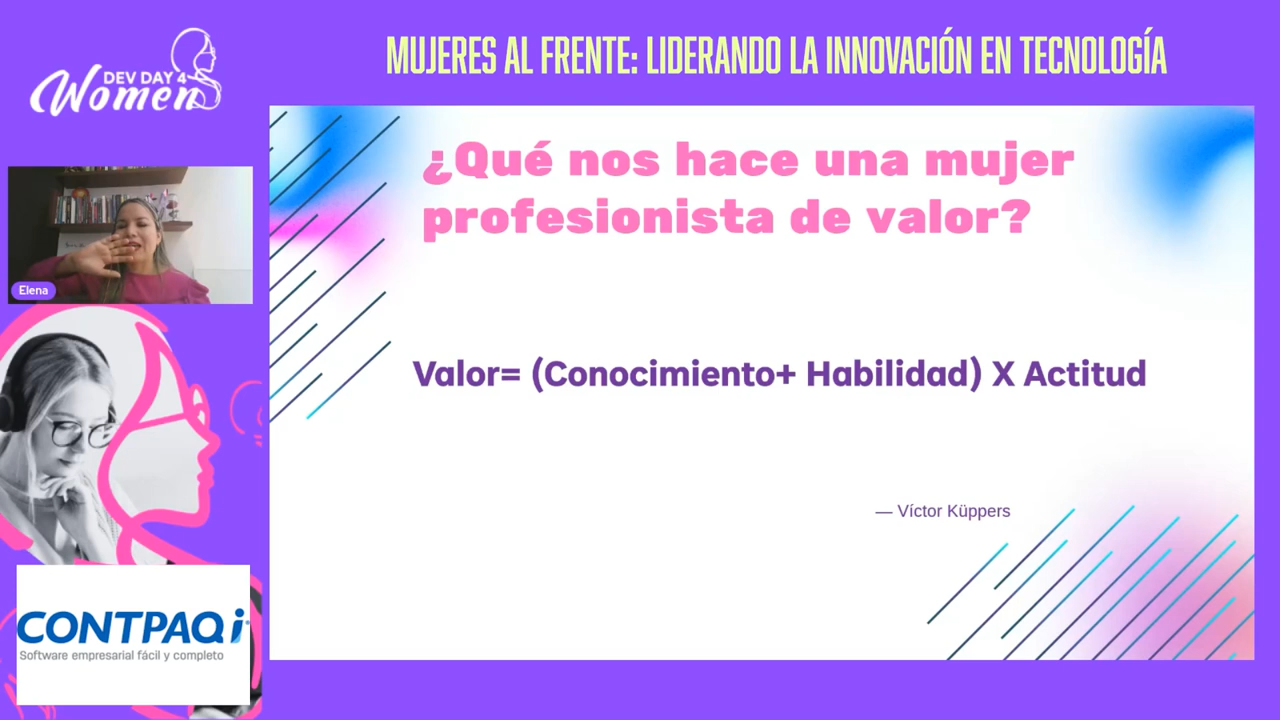 DEV DAY 4
Women
MUJERES AL FRENTE: LIDERANDO LA INNOVACIÓN EN TECNOLOGÍA
¿Qué nos hace una mujer
profesionista de valor?
Valor= (Conocimiento+ Habilidad) X Actitud
— Víctor Küppers
Elena
CONTPAQi
Software empresarial fácil y completo